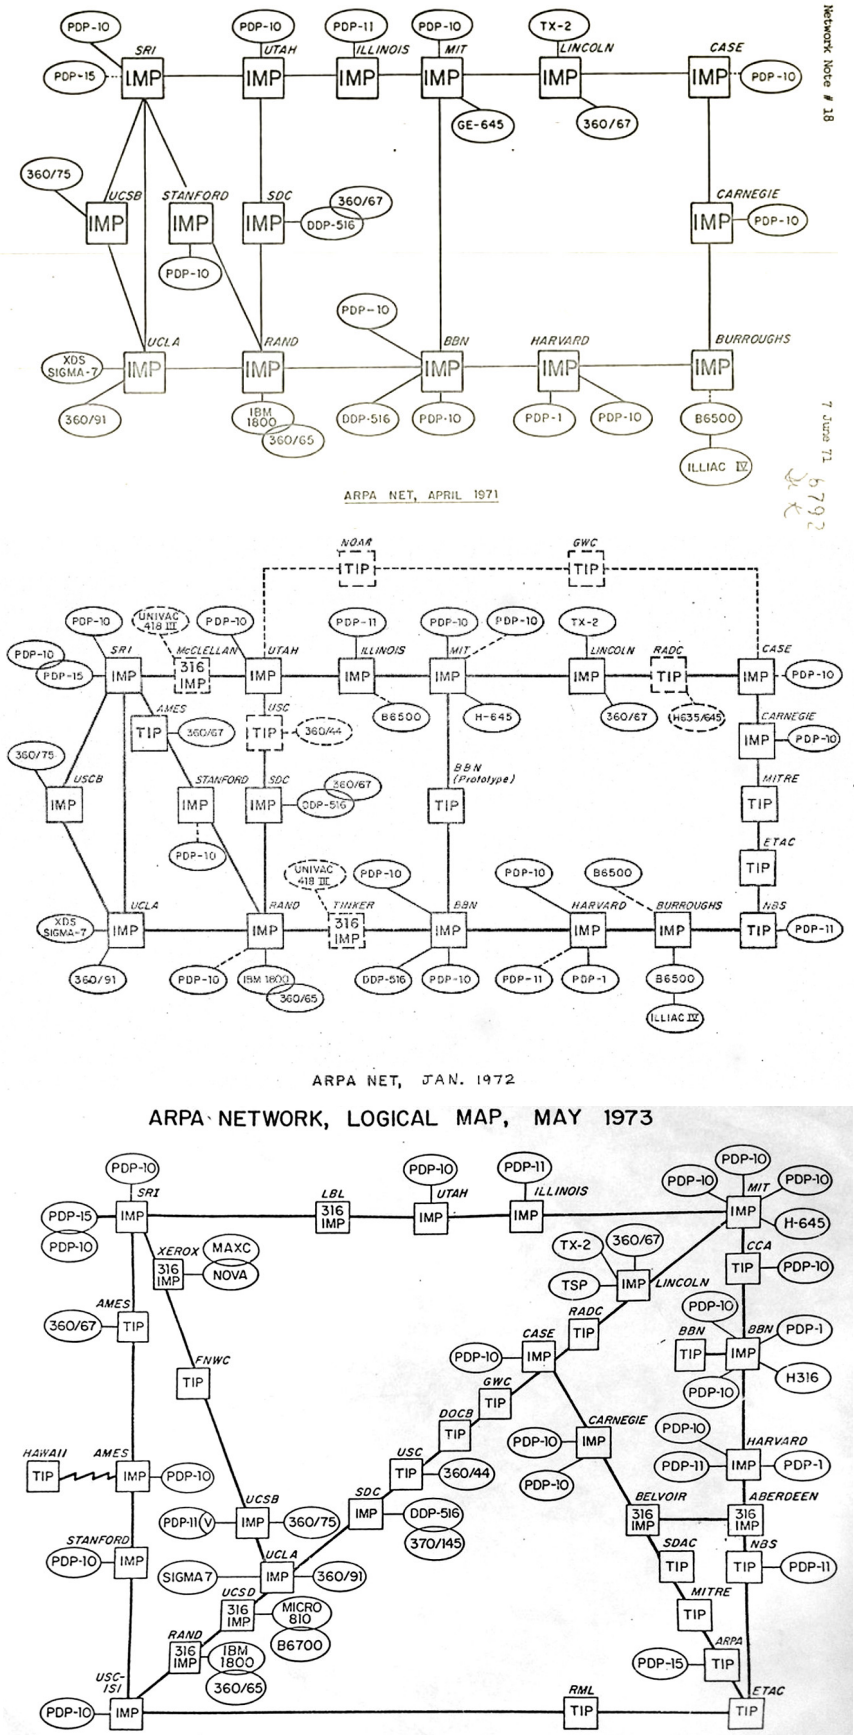 PDP-10 PDP-10 PDP-11 PDP-10 TX-2
SRI UTAH ILLINOIS MIT LINCOLN CASE
PDP-15 IMP IMP IMP IMP IMP IMP PDP-10
GE-645 360/67
Network Note # 18
360/75 360/67
UCSB STANFORD SDC CARNEGIE
IMP IMP IMP DDP-516 IMP PDP-10
PDP-10
PDP-10
UCLA RAND BBN HARVARD BURROUGHS
XDS
SIGMA-7 IMP IMP IMP IMP IMP
360/91 IBM
1800 DDP-516 PDP-10 PDP-1 PDP-10 B6500
360/65
ILLIAC IV
7 June 71
6792
ARPA NET, APRIL 1971
NOAR GWC
TIP TIP
PDP-10 UNIVAC
418 III PDP-10 PDP-11 PDP-10 PDP-10 TX-2
SRI McCLELLAN UTAH ILLINOIS MIT LINCOLN RADC CASE
PDP-10
PDP-15 IMP 316
IMP IMP IMP IMP IMP TIP IMP PDP-10
AMES USC B6500 H-645 360/67 H635/645 CARNEGIE
TIP 360/67 TIP 360/44 IMP PDP-10
360/75 BBN
(Prototype)
USCB STANFORD SDC 360/67 MITRE
IMP IMP IMP DDP-516 TIP TIP
PDP-10 ETAC
TIP
UNIVAC
418 III PDP-10 PDP-10 B6500
UCLA RAND TINKER BBN HARVARD BURROUGHS NBS
XDS
SIGMA-7 IMP IMP 316
IMP IMP IMP IMP TIP PDP-11
360/91 PDP-10 IBM 1800 DDP-516 PDP-10 PDP-11 PDP-1 B6500
360/65 ILLIAC IV
ARPA NET, JAN. 1972
ARPA NETWORK, LOGICAL MAP, MAY 1973
PDP-10 PDP-10 PDP-11 PDP-10
SRI LBL UTAH ILLINOIS PDP-10 MIT PDP-10
PDP-15 IMP 316
IMP IMP IMP IMP H-645
PDP-10
XEROX MAXC TX-2 360/67 CCA
316
IMP NOVA TSP IMP LINCOLN TIP PDP-10
AMES RADC PDP-10
360/67 TIP TIP BBN BBN PDP-1
CASE
PDP-10 IMP TIP IMP H316
FNWC GWC PDP-10
TIP TIP
DOCB CARNEGIE PDP-10
TIP PDP-10 IMP HARVARD
HAWAII AMES USC PDP-11 IMP PDP-1
TIP IMP PDP-10 TIP 360/44 PDP-10
UCSB SDC BELVOIR ABERDEEN
PDP-11 V IMP 360/75 IMP DDP-516 316
IMP 316
IMP
370/145
STANFORD UCLA SDAC NBS
PDP-10 IMP SIGMA 7 IMP 360/91 TIP TIP PDP-11
UCSD MITRE
316
IMP MICRO
810 TIP
RAND B6700
316
IMP IBM
1800 ARPA
PDP-15 TIP
360/65
USC-
ISI RML ETAC
PDP-10 IMP TIP TIP